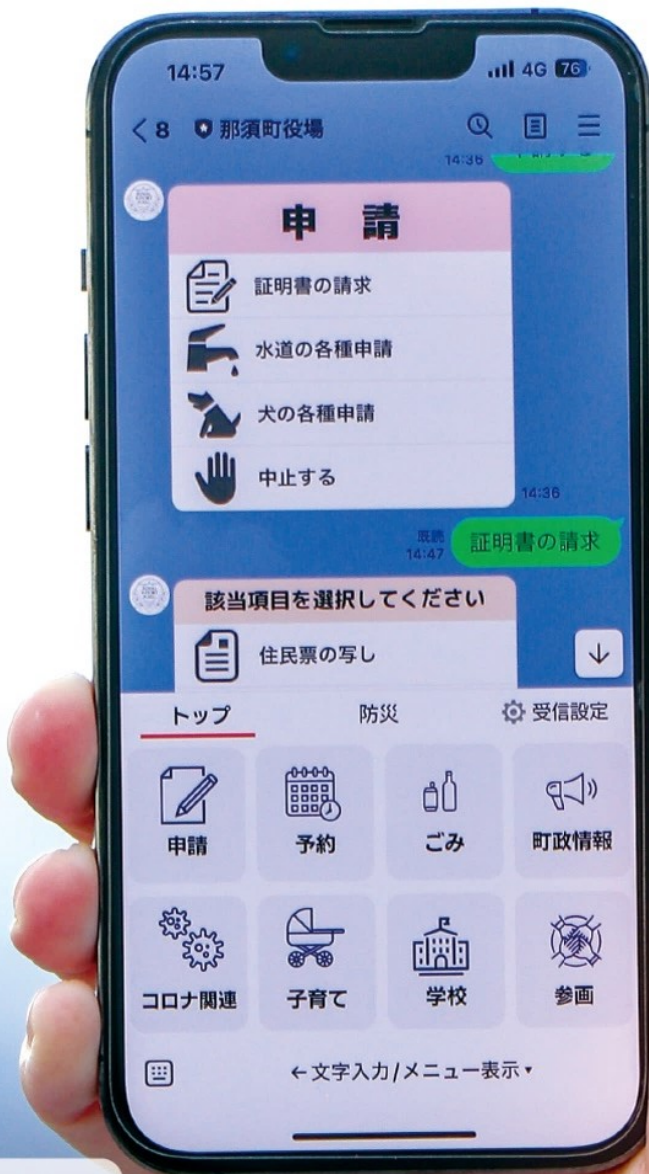 14:57
4G 76
8 那須町役場
14:36
申 請
証明書の請求
水道の各種申請
犬の各種申請
中止する
14:36
既読
14:47
証明書の請求
該当項目を選択してください
住民票の写し
トップ 防災 受信設定
申請 予約 ごみ 町政情報
コロナ関連 子育て 学校 参画
←文字入力/メニュー表示▾